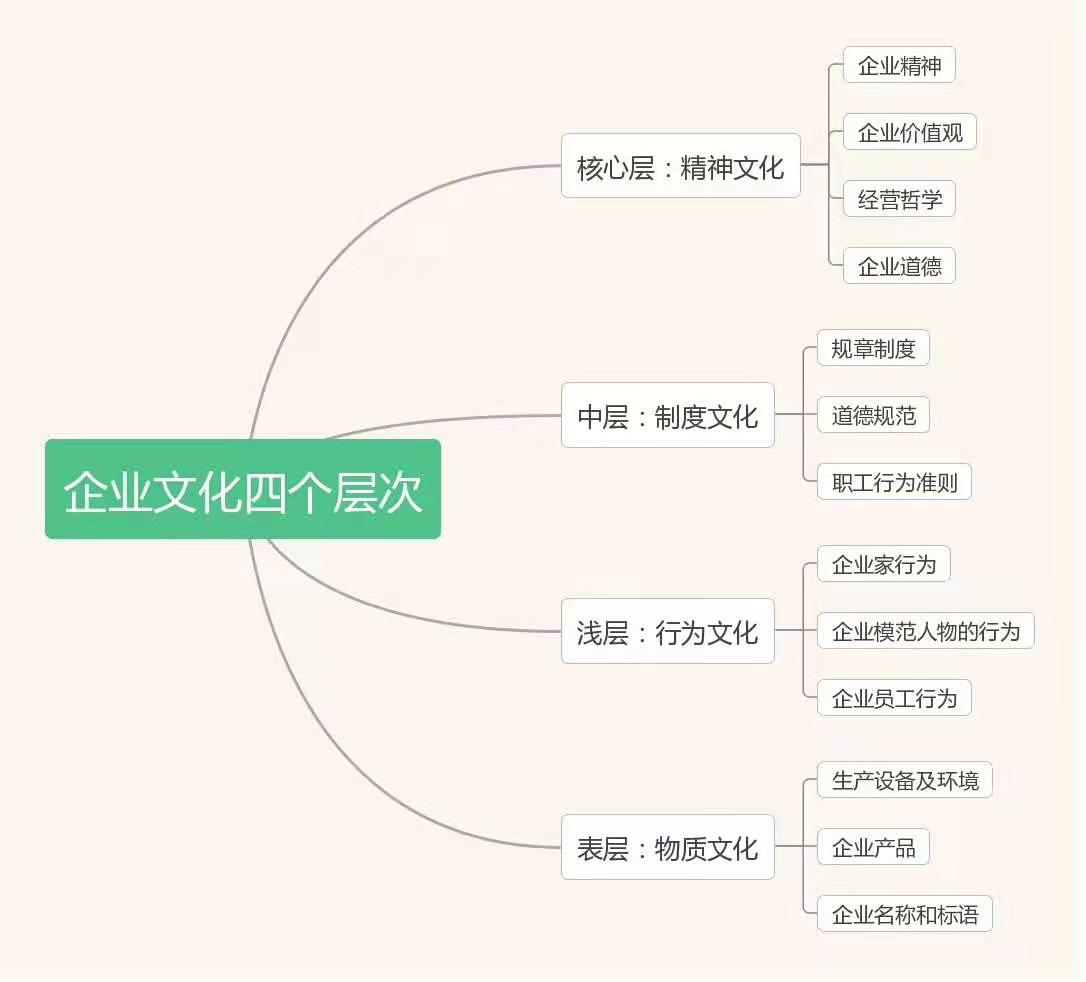 企业文化四个层次
核心层：精神文化
企业精神
企业价值观
经营哲学
企业道德
中层：制度文化
规章制度
道德规范
职工行为准则
浅层：行为文化
企业家行为
企业模范人物的行为
企业员工行为
表层：物质文化
生产设备及环境
企业产品
企业名称和标语